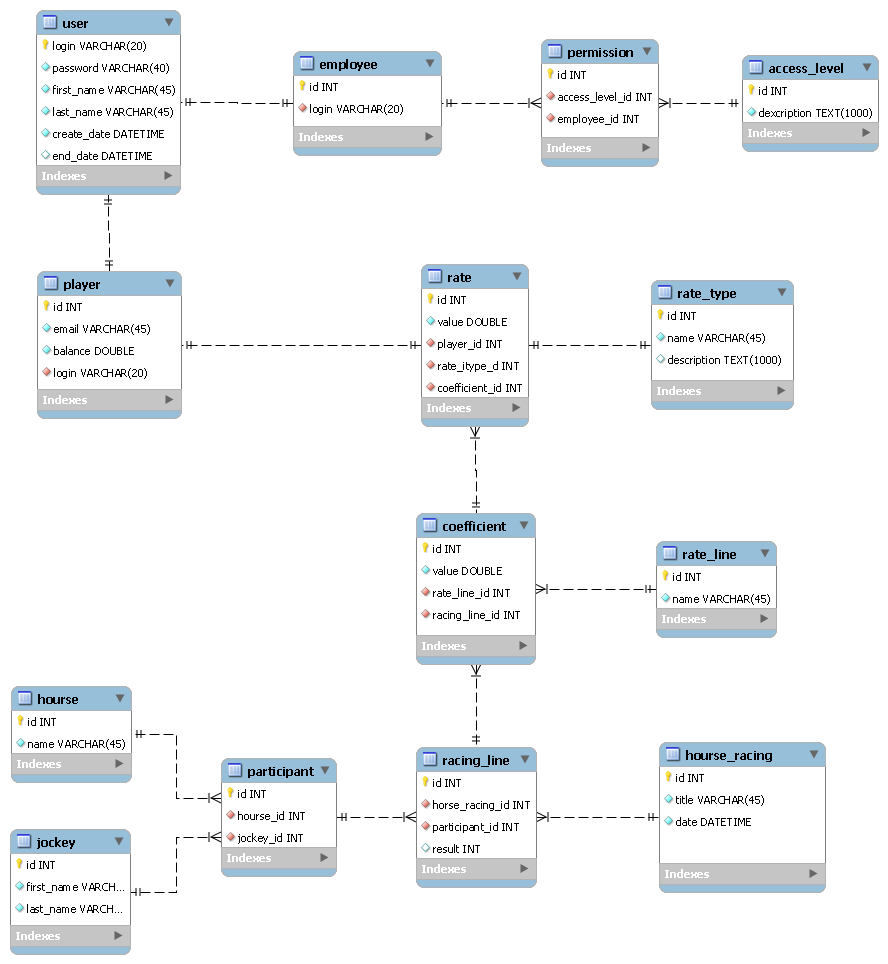 user
login VARCHAR(20)
password VARCHAR(40)
first_name VARCHAR(45)
last_name VARCHAR(45)
create_date DATETIME
end_date DATETIME
Indexes
employee
id INT
login VARCHAR(20)
Indexes
permission
id INT
access_level_id INT
employee_id INT
Indexes
access_level
id INT
dexcription TEXT(1000)
Indexes
player
id INT
email VARCHAR(45)
balance DOUBLE
login VARCHAR(20)
Indexes
rate
id INT
value DOUBLE
player_id INT
rate_itype_d INT
coefficient_id INT
Indexes
rate_type
id INT
name VARCHAR(45)
description TEXT(1000)
Indexes
coefficient
id INT
value DOUBLE
rate_line_id INT
racing_line_id INT
Indexes
rate_line
id INT
name VARCHAR(45)
Indexes
hourse
id INT
name VARCHAR(45)
Indexes
participant
id INT
hourse_id INT
jockey_id INT
Indexes
racing_line
id INT
horse_racing_id INT
participant_id INT
result INT
Indexes
hourse_racing
id INT
title VARCHAR(45)
date DATETIME
Indexes
jockey
id INT
first_name VARCH...
last_name VARCH...
Indexes